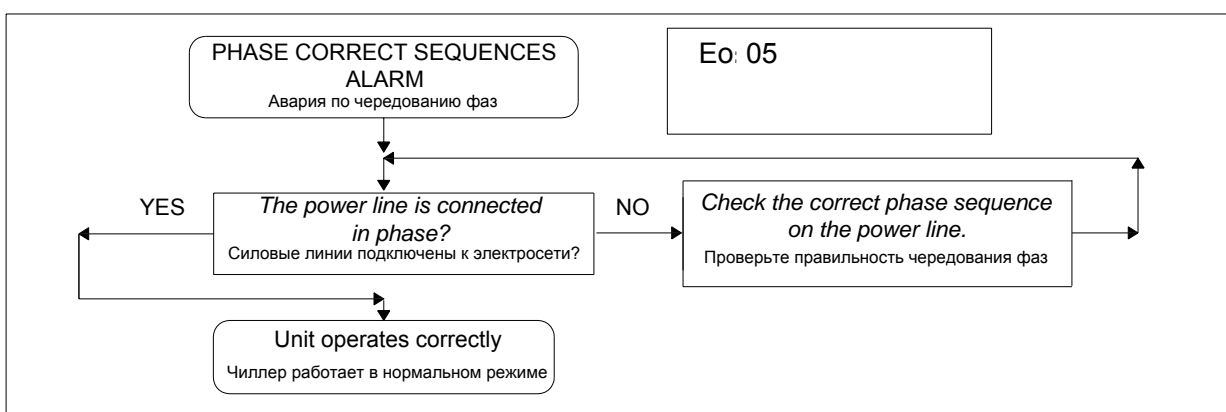 PHASE CORRECT SEQUENCES
ALARM
Авария по чередованию фаз
Eo: 05
YES
The power line is connected
in phase?
Силовые линии подключены к электросети?
NO
Check the correct phase sequence
on the power line.
Проверьте правильность чередования фаз
Unit operates correctly
Чиллер работает в нормальном режиме